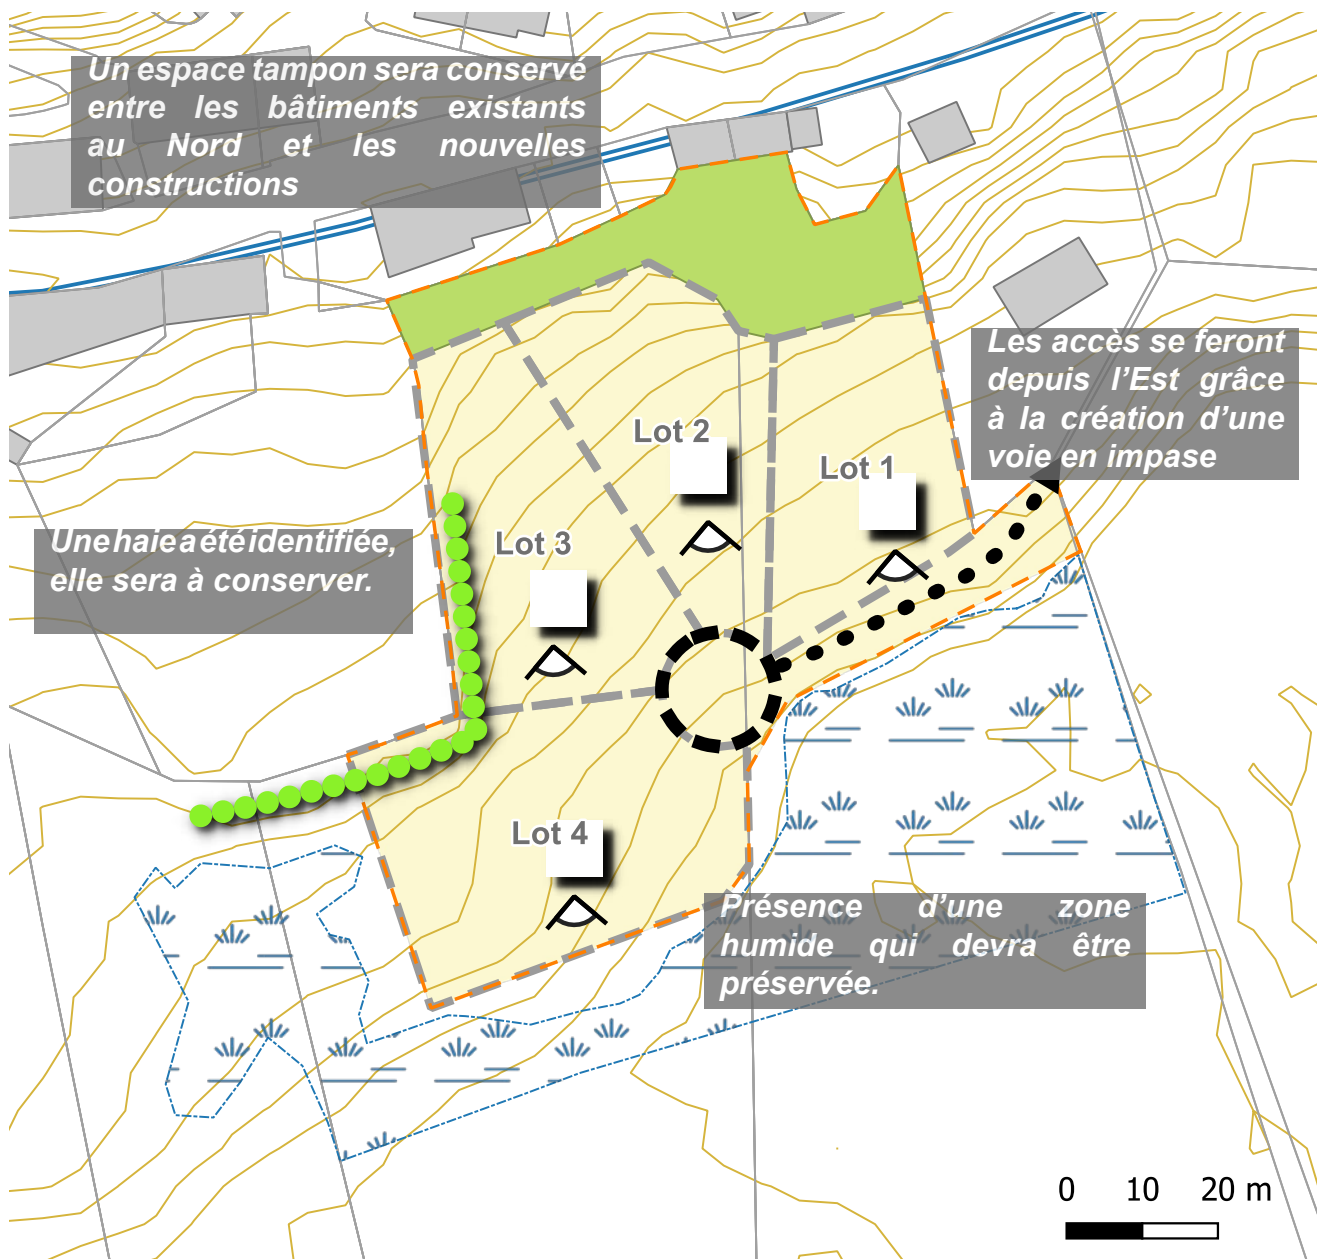 Un espace tampon sera conservé
entre les bâtiments existants
au Nord et les nouvelles
constructions
Les accès se feront
depuis l'Est grâce
à la création d'une
voie en impase
Lot 2
Lot 1
Une haie a été identifiée,
elle sera à conserver.
Lot 3
Lot 4
Présence d'une zone
humide qui devra être
préservée.
0 10 20 m